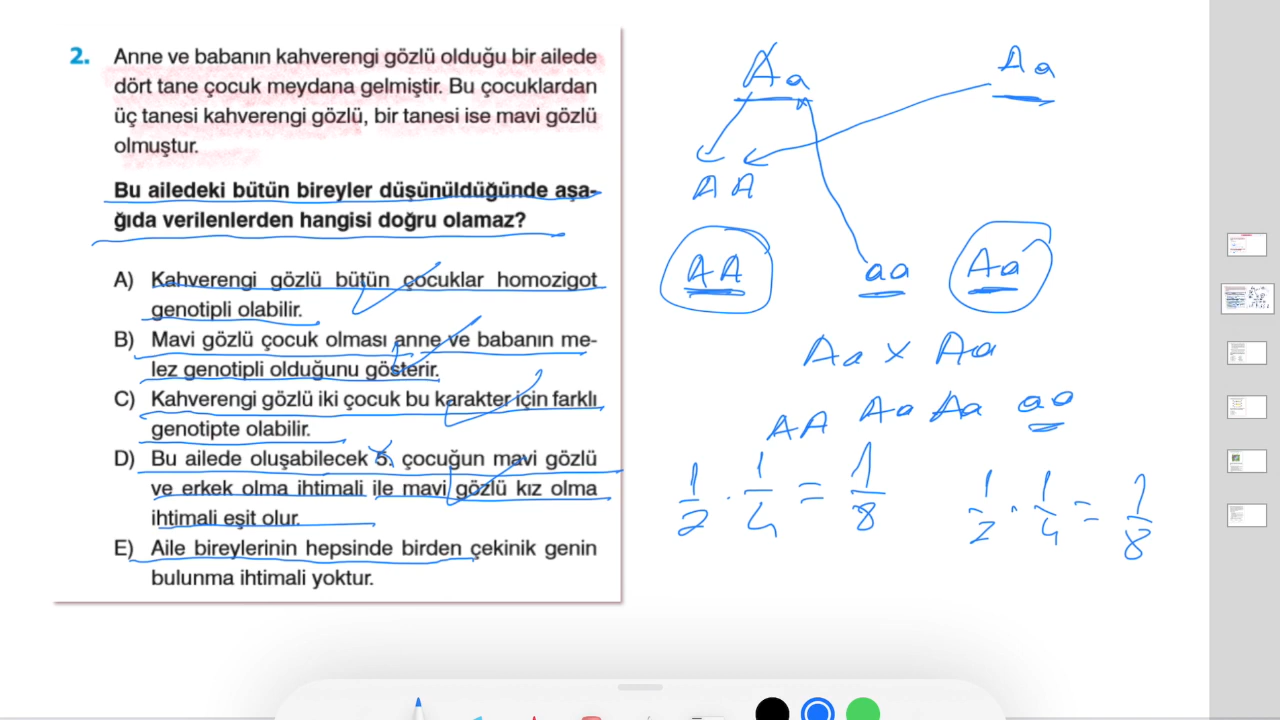 2. Anne ve babanın kahverengi gözlü olduğu bir ailede
dört tane çocuk meydana gelmiştir. Bu çocuklardan
üç tanesi kahverengi gözlü, bir tanesi ise mavi gözlü
olmuştur.
Bu ailedeki bütün bireyler düşünüldüğünde aşa-
ğıda verilenlerden hangisi doğru olamaz?
A) Kahverengi gözlü bütün çocuklar homozigot
genotipli olabilir.
B) Mavi gözlü çocuk olması anne ve babanın me-
lez genotipli olduğunu gösterir.
C) Kahverengi gözlü iki çocuk bu karakter için farklı
genotipte olabilir.
D) Bu ailede oluşabilecek 5. çocuğun mavi gözlü
ve erkek olma ihtimali ile mavi gözlü kız olma
ihtimali eşit olur.
E) Aile bireylerinin hepsinde birden çekinik genin
bulunma ihtimali yoktur.
Aa Aa
AA
AA aa Aa
Aa x Aa
AA Aa Aa aa
1/2 . 1/4 = 1/8 1/2 . 1/4 = 1/8